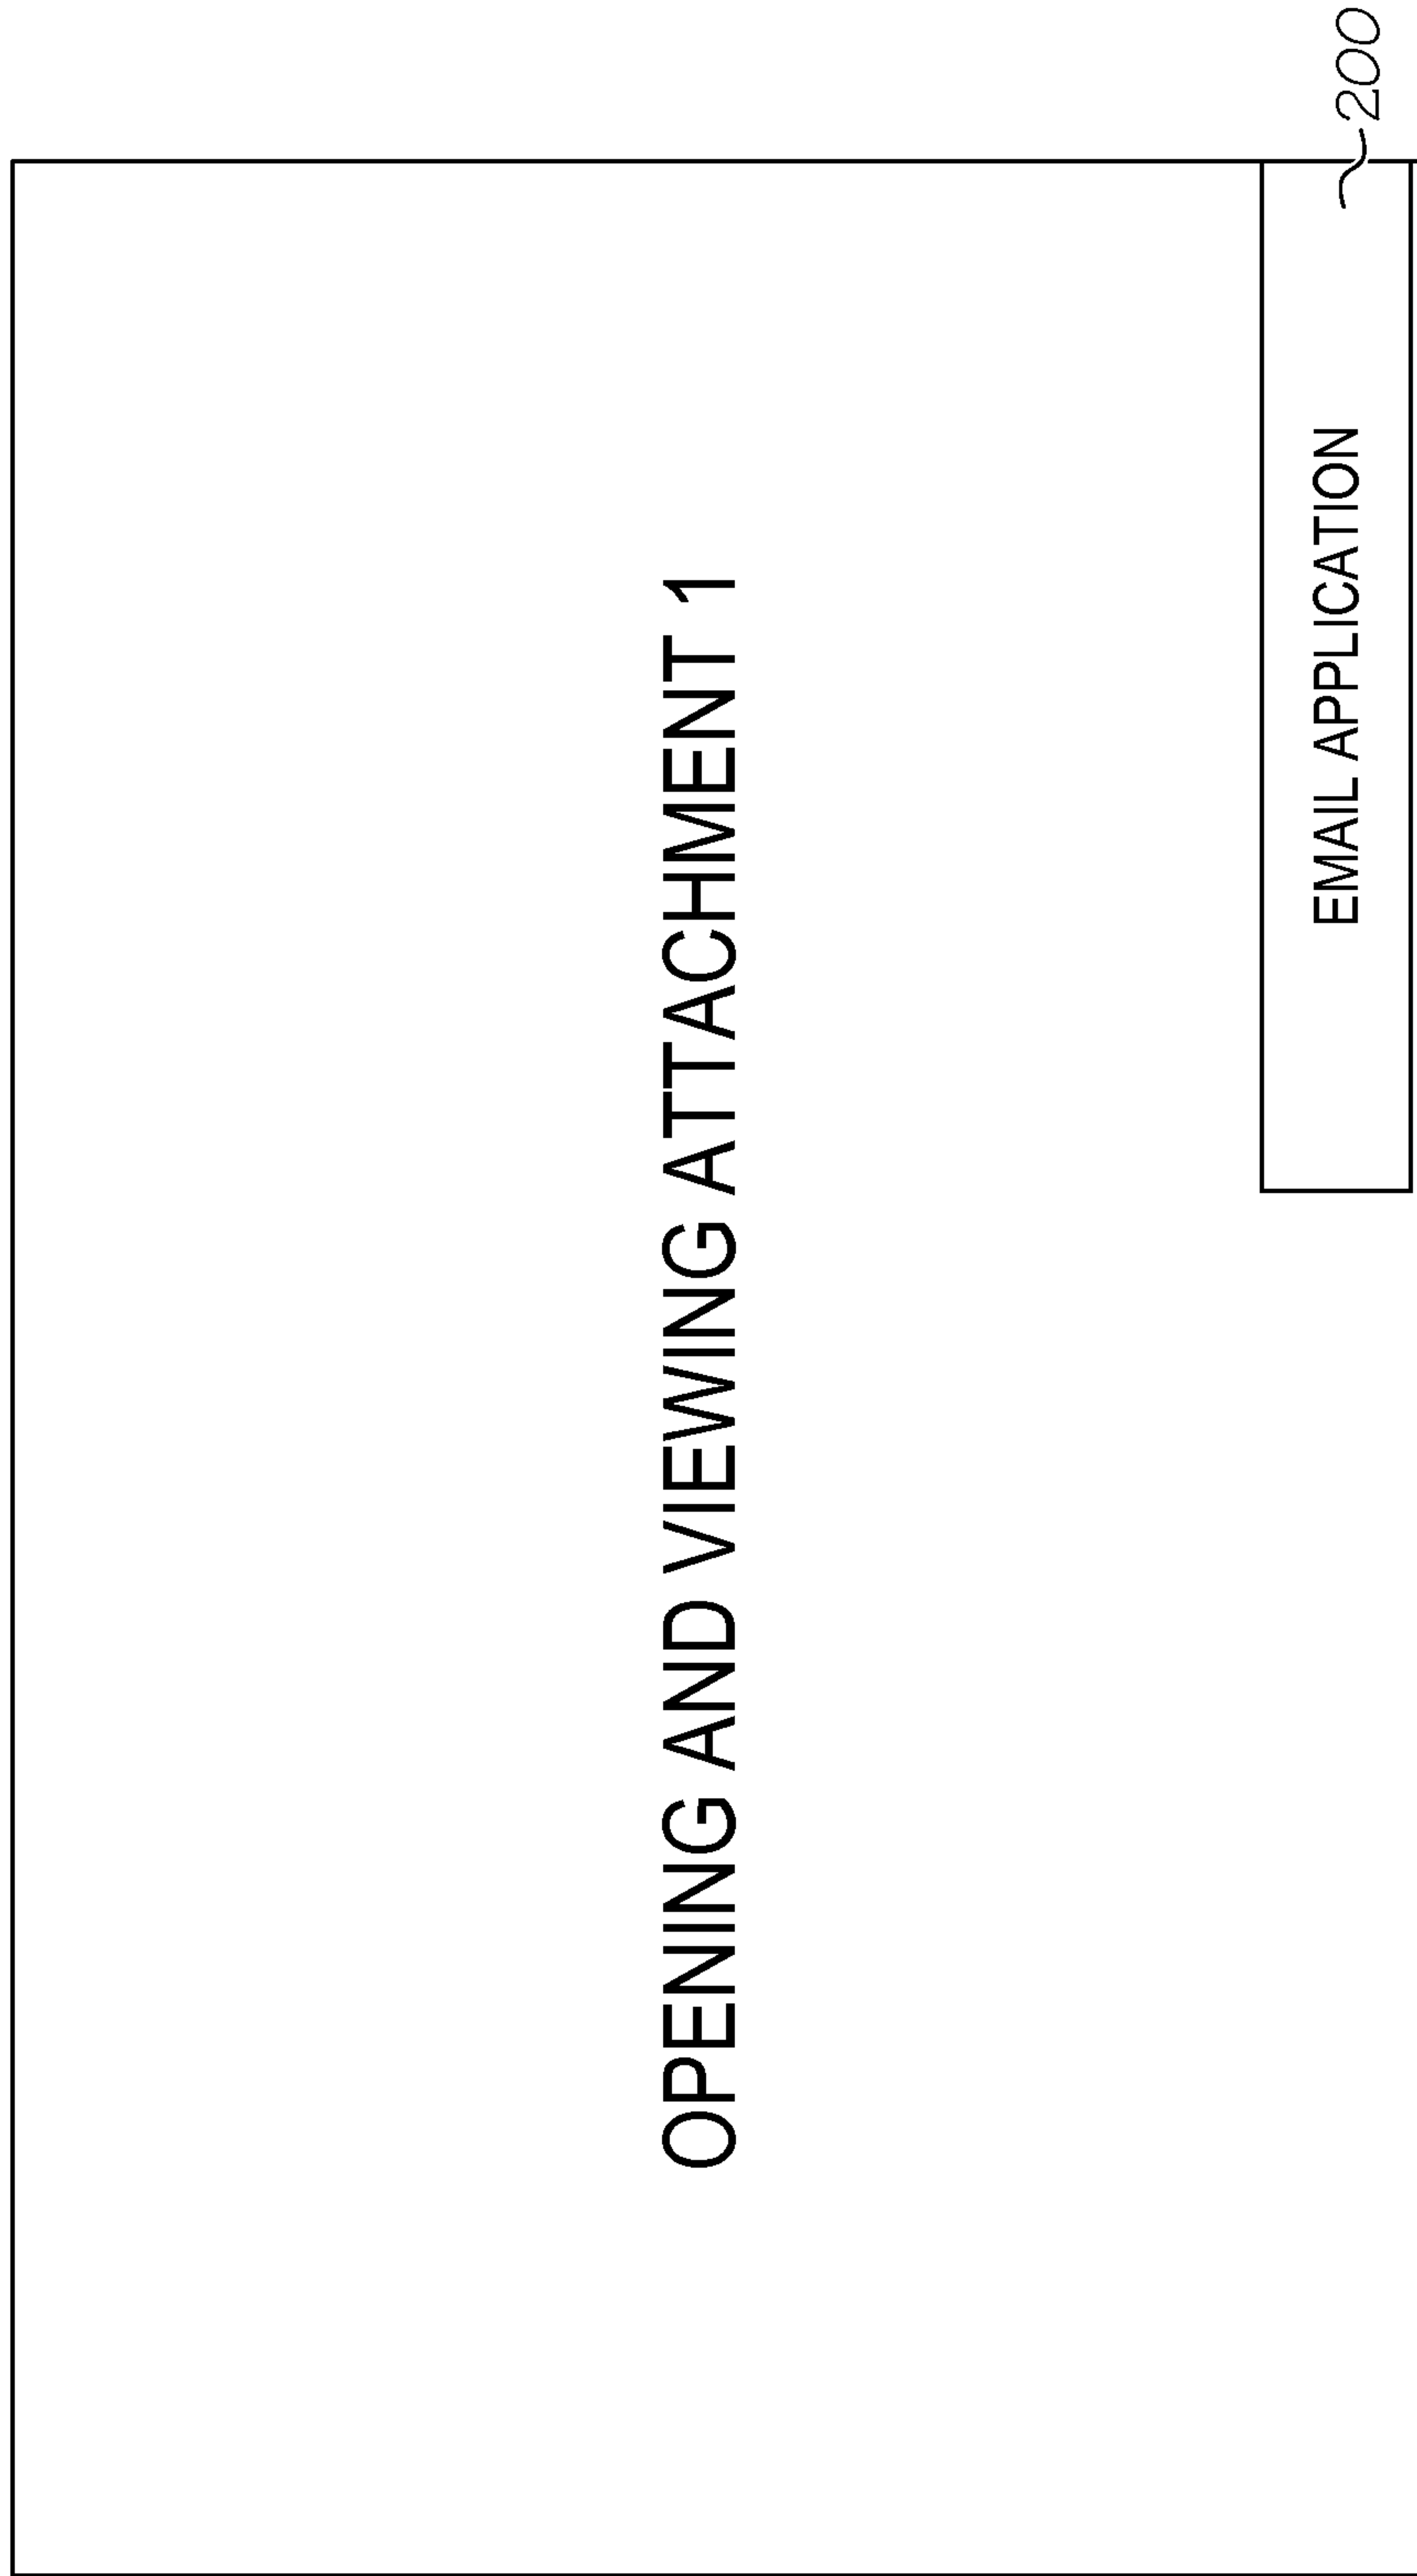 OPENING AND VIEWING ATTACHMENT 1
EMAIL APPLICATION
200